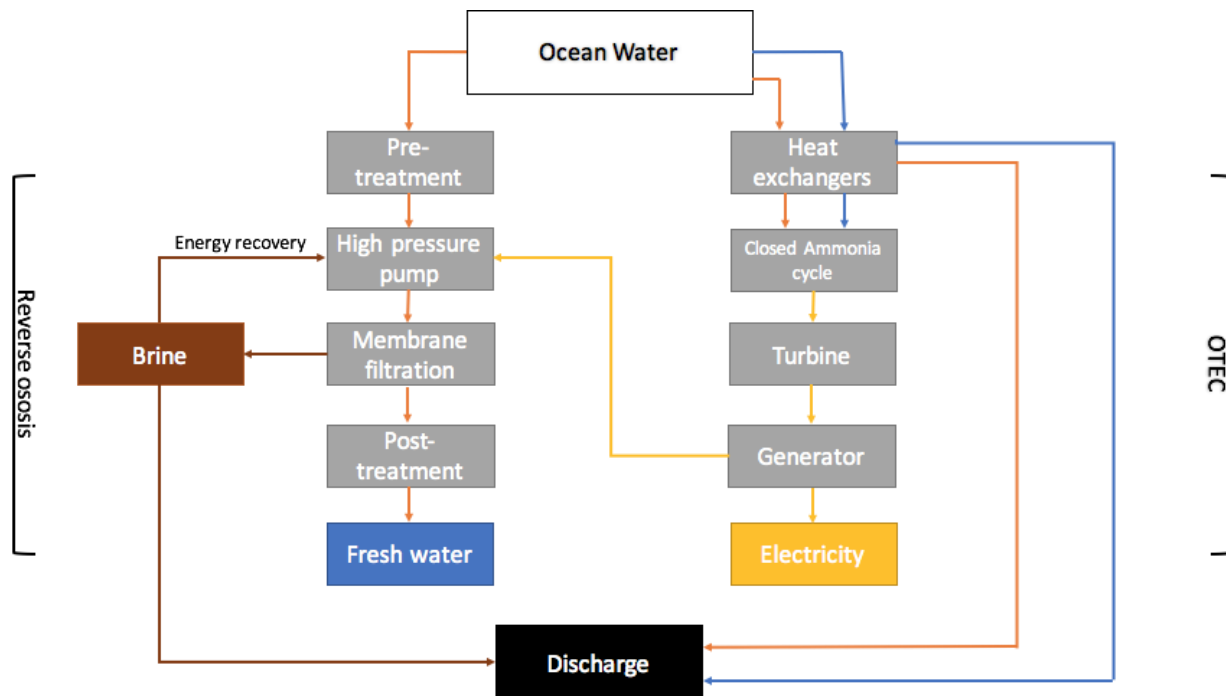 Ocean Water
Pre-
treatment
Heat
exchangers
Energy recovery
High pressure
pump
Closed Ammonia
cycle
Reverse ososis
Brine
Membrane
filtration
Turbine
OTEC
Post-
treatment
Generator
Fresh water
Electricity
Discharge